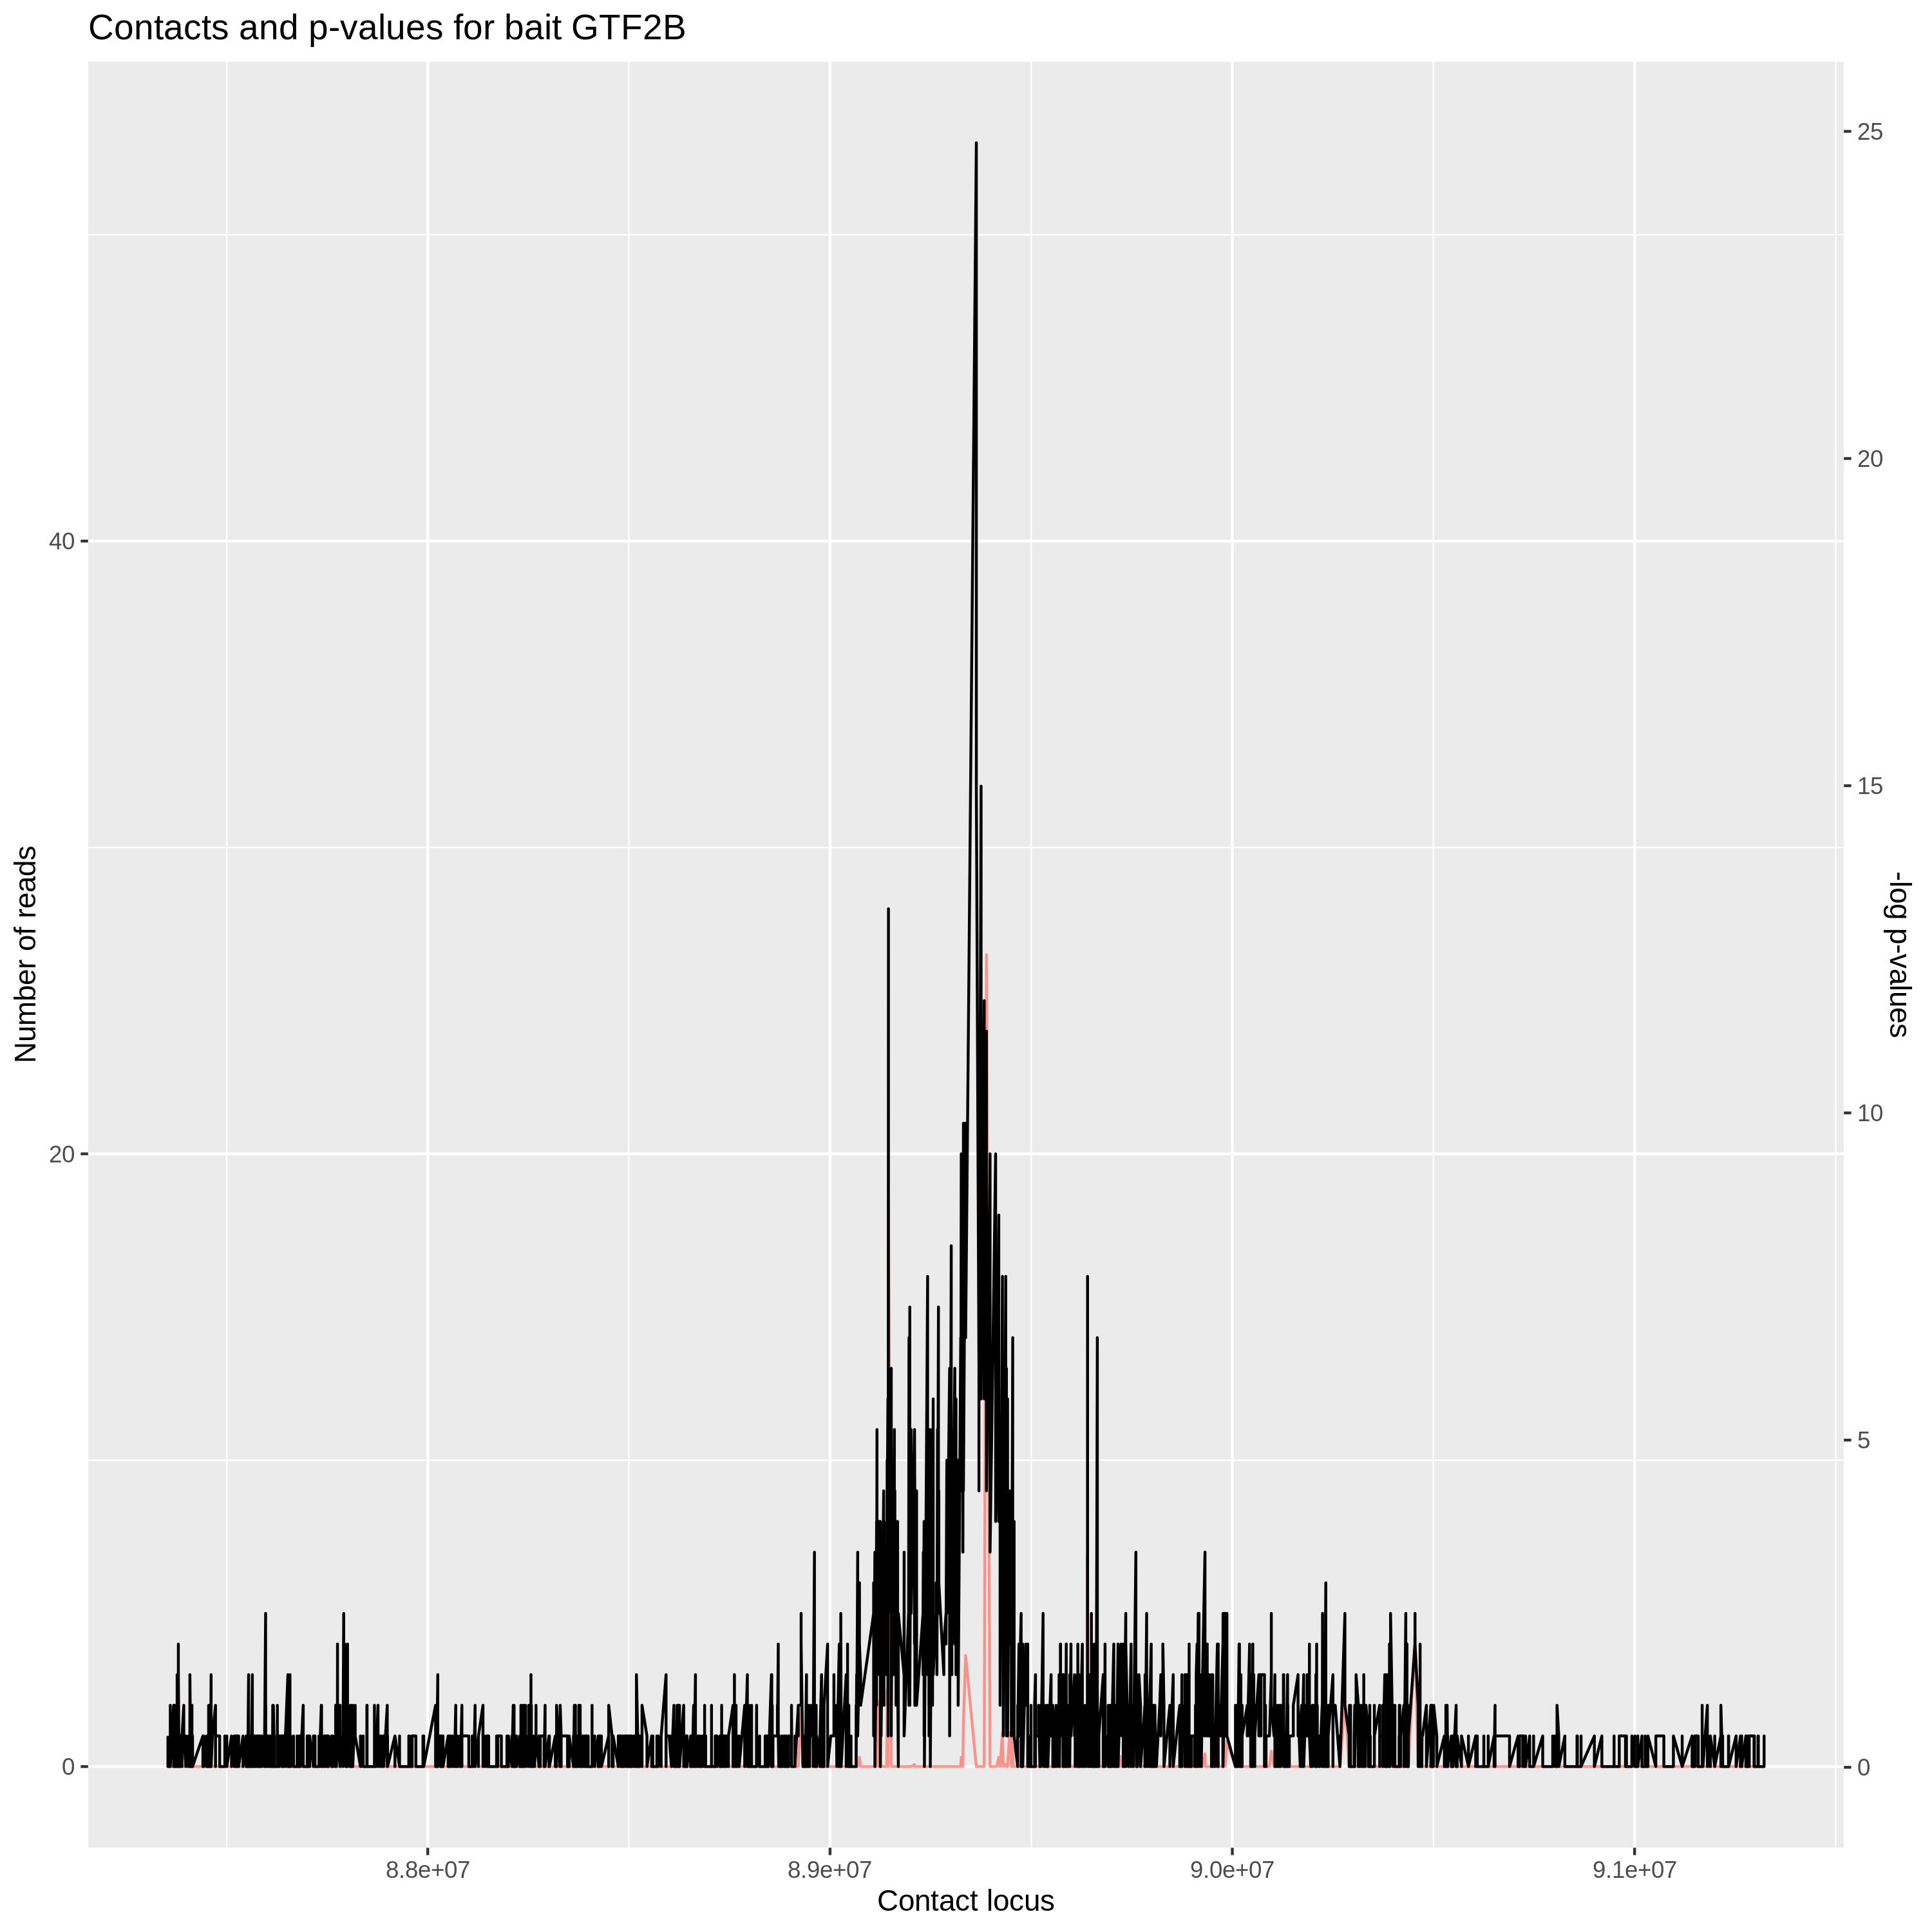 Contacts and p-values for bait GTF2B
Number of reads
40
20
0
25
20
15
10
5
0
-log p-values
8.8e+07
8.9e+07
9.0e+07
9.1e+07
Contact locus